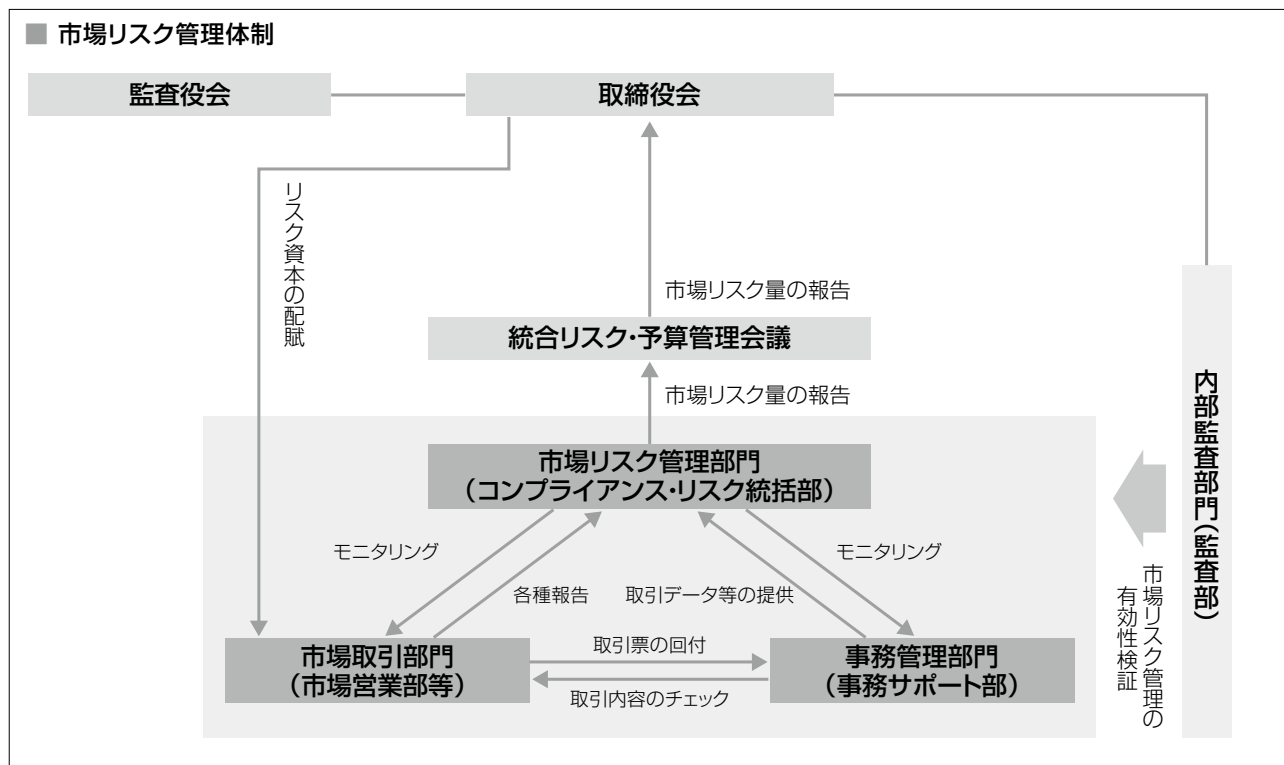 ■ 市場リスク管理体制
監査役会
取締役会
リスク資本の配賦
市場リスク量の報告
統合リスク・予算管理会議
市場リスク量の報告
市場リスク管理部門
（コンプライアンス・リスク統括部）
モニタリング
モニタリング
各種報告
取引データ等の提供
市場取引部門
（市場営業部等）
取引票の回付
取引内容のチェック
事務管理部門
（事務サポート部）
内部監査部門（監査部）
市場リスク管理の
有効性検証